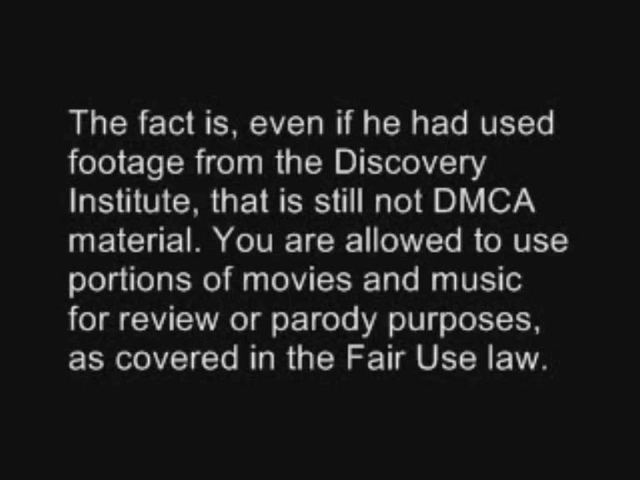 The fact is, even if he had used
footage from the Discovery
Institute, that is still not DMCA
material. You are allowed to use
portions of movies and music
for review or parody purposes,
as covered in the Fair Use law.